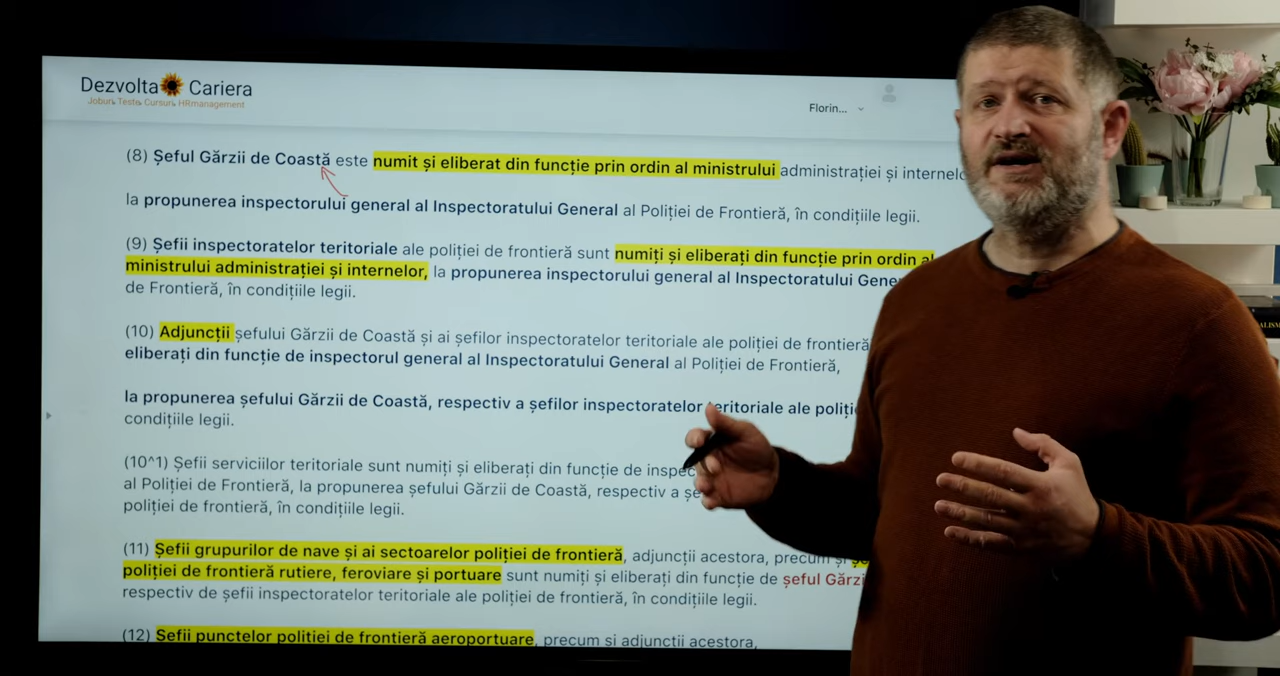 Dezvolta Cariera
Joburi, Teste, Cursuri, HRmanagement
Florin...
(8) Șeful Gărzii de Coastă este numit și eliberat din funcție prin ordin al ministrului administrației și internelo
la propunerea inspectorului general al Inspectoratului General al Poliției de Frontieră, în condițiile legii.
(9) Șefii inspectoratelor teritoriale ale poliției de frontieră sunt numiți și eliberați din funcție prin ordin al
ministrului administrației și internelor, la propunerea inspectorului general al Inspectoratului Gene
de Frontieră, în condițiile legii.
(10) Adjuncții șefului Gărzii de Coastă și ai șefilor inspectoratelor teritoriale ale poliției de frontieră
eliberați din funcție de inspectorul general al Inspectoratului General al Poliției de Frontieră,
la propunerea șefului Gărzii de Coastă, respectiv a șefilor inspectoratelor teritoriale ale poliți
condițiile legii.
(10^1) Șefii serviciilor teritoriale sunt numiți și eliberați din funcție de inspec
al Poliției de Frontieră, la propunerea șefului Gărzii de Coastă, respectiv a șe
poliției de frontieră, în condițiile legii.
(11) Șefii grupurilor de nave și ai sectoarelor poliției de frontieră, adjuncții acestora, precum și
poliției de frontieră rutiere, feroviare și portuare sunt numiți și eliberați din funcție de șeful Gărzi
respectiv de șefii inspectoratelor teritoriale ale poliției de frontieră, în condițiile legii.
(12) Șefii punctelor poliției de frontieră aeroportuare, precum și adjuncții acestora,